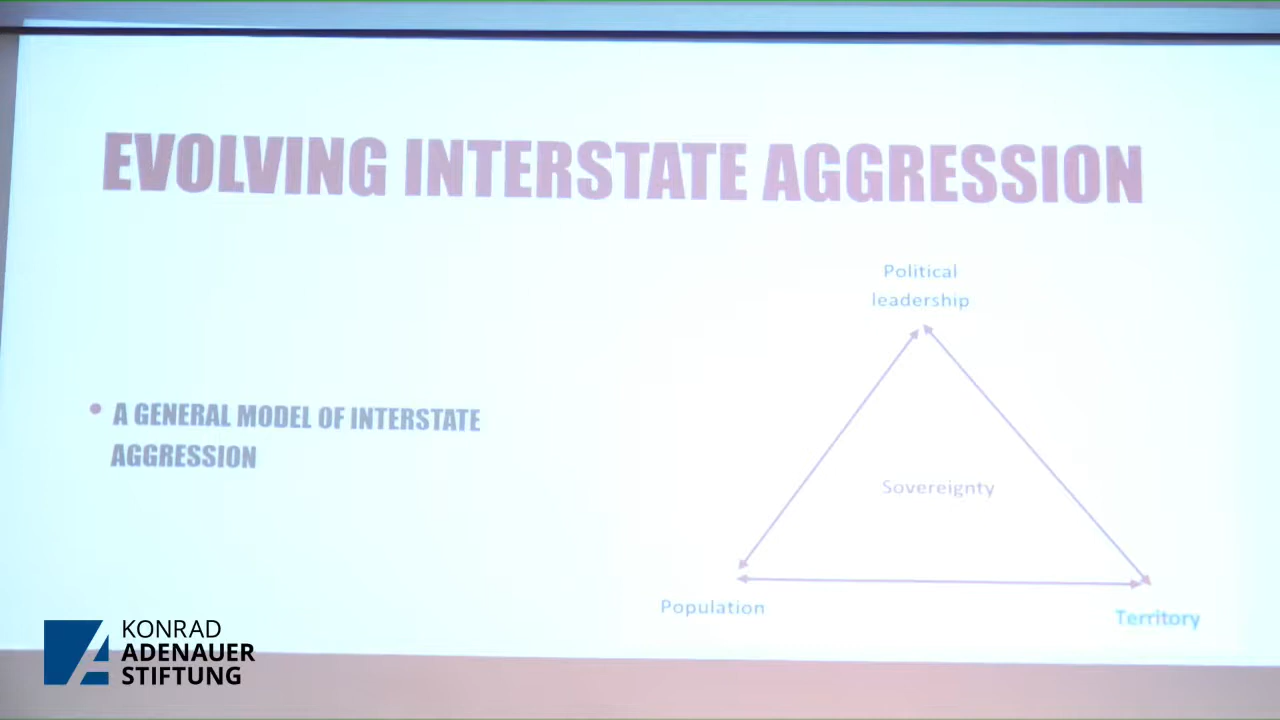 EVOLVING INTERSTATE AGGRESSION
• A GENERAL MODEL OF INTERSTATE
AGGRESSION
Political
leadership
Sovereignty
Population
Territory
KONRAD
ADENAUER
STIFTUNG